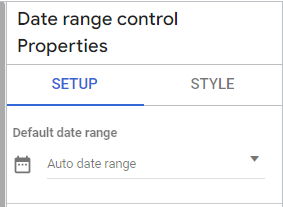 Date range control
Properties
SETUP
STYLE
Default date range
Auto date range